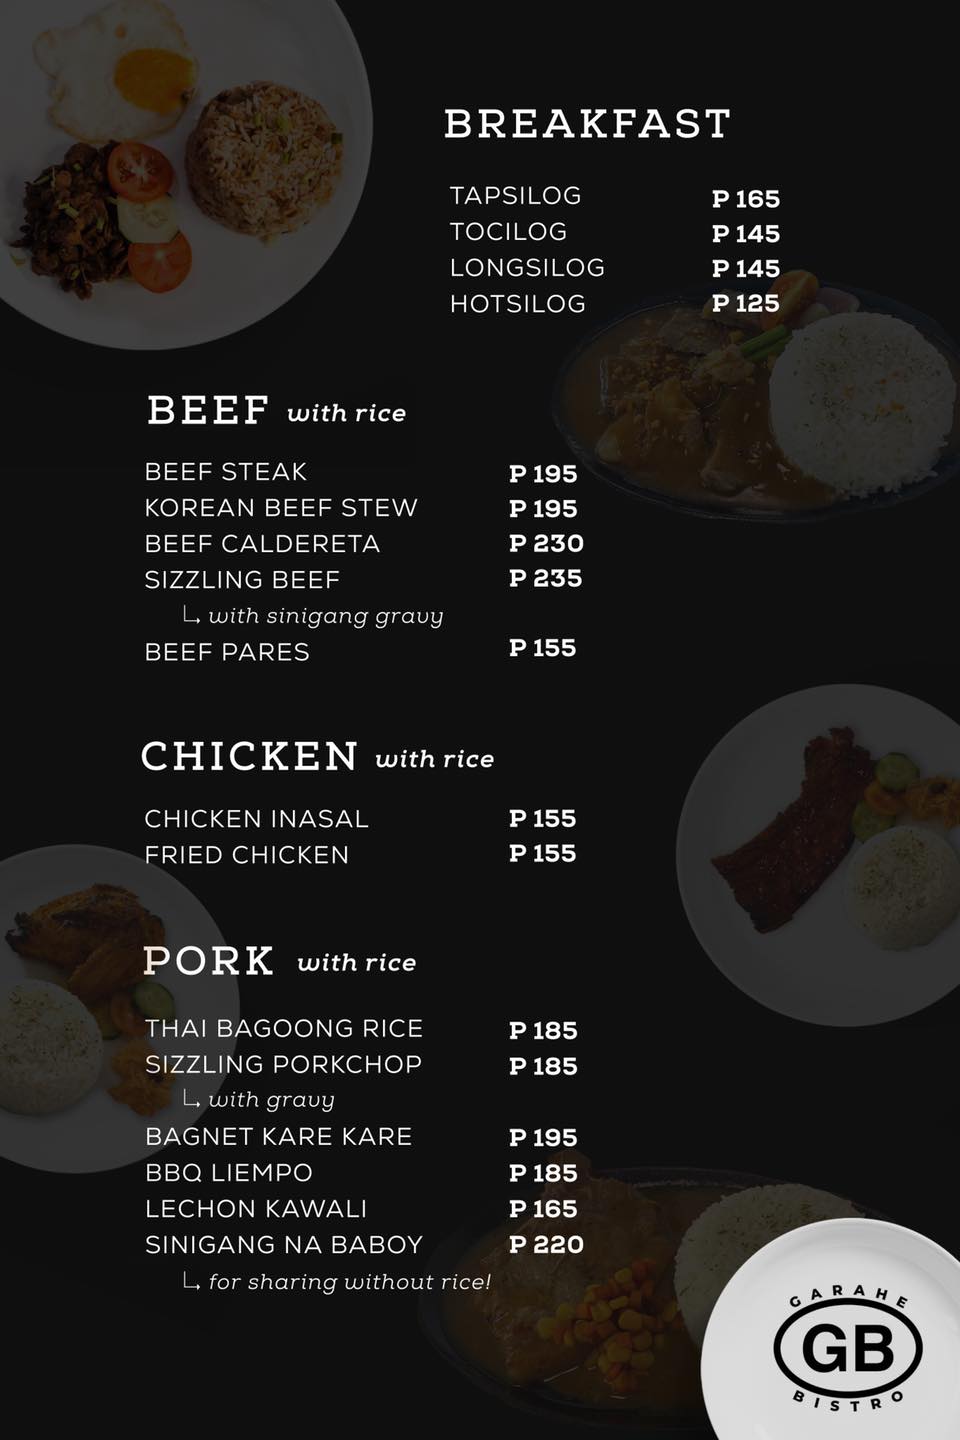 BREAKFAST
TAPSILOG P 165
TOCILOG P 145
LONGSILOG P 145
HOTSILOG P 125
BEEF with rice
BEEF STEAK P 195
KOREAN BEEF STEW P 195
BEEF CALDERETA P 230
SIZZLING BEEF P 235
with sinigang gravy
BEEF PARES P 155
CHICKEN with rice
CHICKEN INASAL P 155
FRIED CHICKEN P 155
PORK with rice
THAI BAGOONG RICE P 185
SIZZLING PORKCHOP P 185
with gravy
BAGNET KARE KARE P 195
BBQ LIEMPO P 185
LECHON KAWALI P 165
SINIGANG NA BABOY P 220
for sharing without rice!
GARAHE
GB
BISTRO